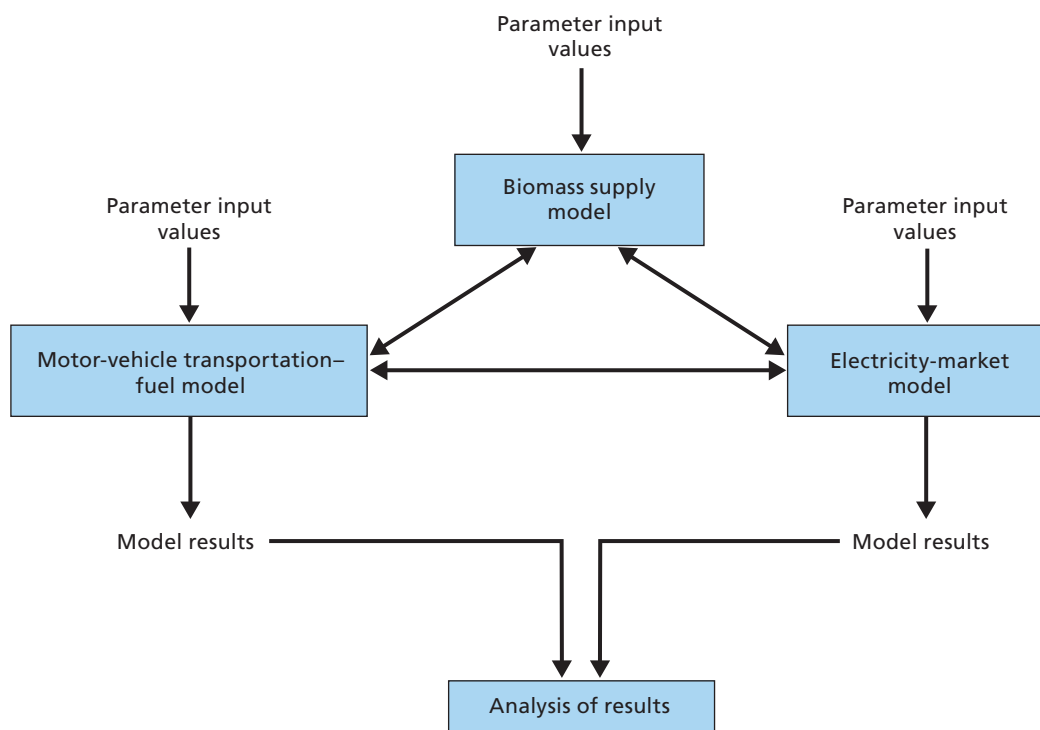 Parameter input
values
Biomass supply
model
Parameter input
values
Parameter input
values
Motor-vehicle transportation–
fuel model
Electricity-market
model
Model results
Model results
Analysis of results